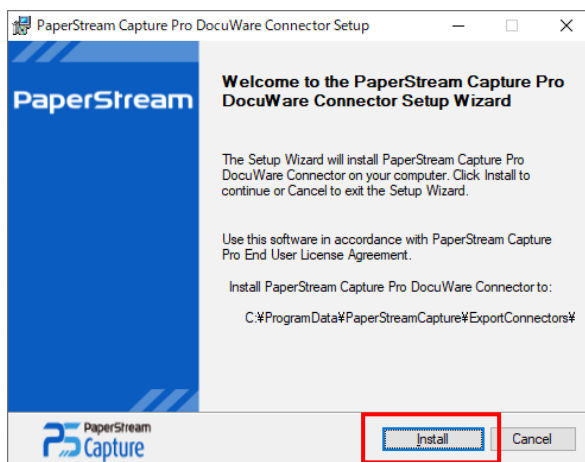 PaperStream Capture Pro DocuWare Connector Setup
PaperStream
Welcome to the PaperStream Capture Pro
DocuWare Connector Setup Wizard
The Setup Wizard will install PaperStream Capture Pro
DocuWare Connector on your computer. Click Install to
continue or Cancel to exit the Setup Wizard.
Use this software in accordance with PaperStream Capture
Pro End User License Agreement.
Install PaperStream Capture Pro DocuWare Connector to:
C:¥ProgramData¥PaperStreamCapture¥ExportConnectors¥
PS PaperStream
Capture
Install
Cancel